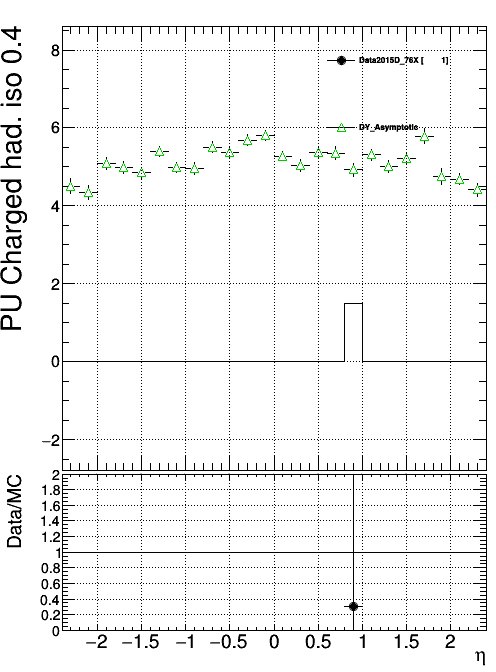 PU Charged had. iso 0.4
8
6
4
2
0
−2
Data2015D_76X [ 1]
DY_Asymptotic
Data/MC
2
1.8
1.6
1.4
1.2
1
0.8
0.6
0.4
0.2
0
−2 −1.5 −1 −0.5 0 0.5 1 1.5 2
η